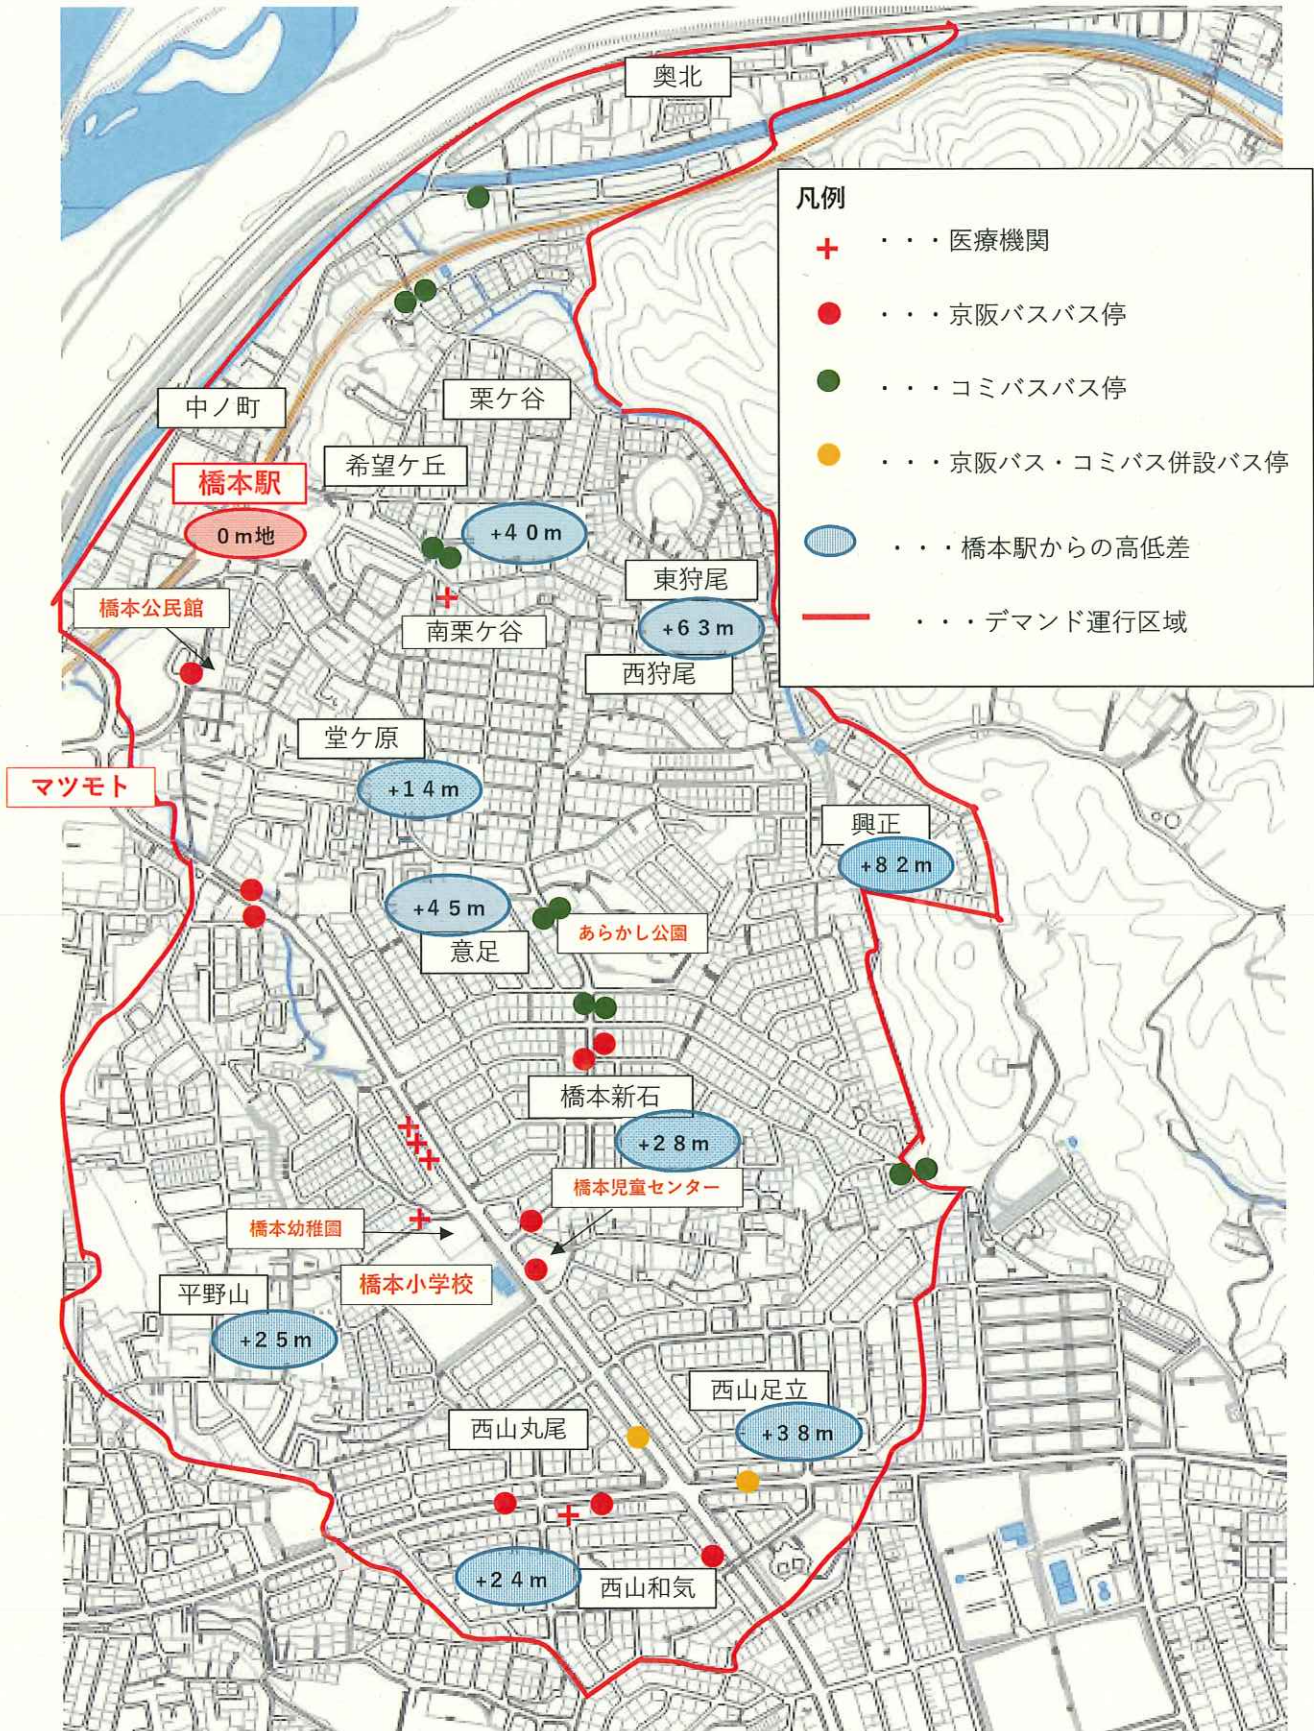 奥北
凡例
・・・医療機関
・・・京阪バスバス停
・・・コミバスバス停
・・・京阪バス・コミバス併設バス停
・・・橋本駅からの高低差
・・・デマンド運行区域
中ノ町
栗ケ谷
希望ケ丘
橋本駅
0m地
+40m
東狩尾
橋本公民館
南栗ケ谷
+63m
西狩尾
堂ケ原
マツモト
+14m
興正
+82m
+45m
あらかし公園
意足
橋本新石
+28m
橋本児童センター
橋本幼稚園
橋本小学校
平野山
+25m
西山足立
西山丸尾
+38m
+24m
西山和気